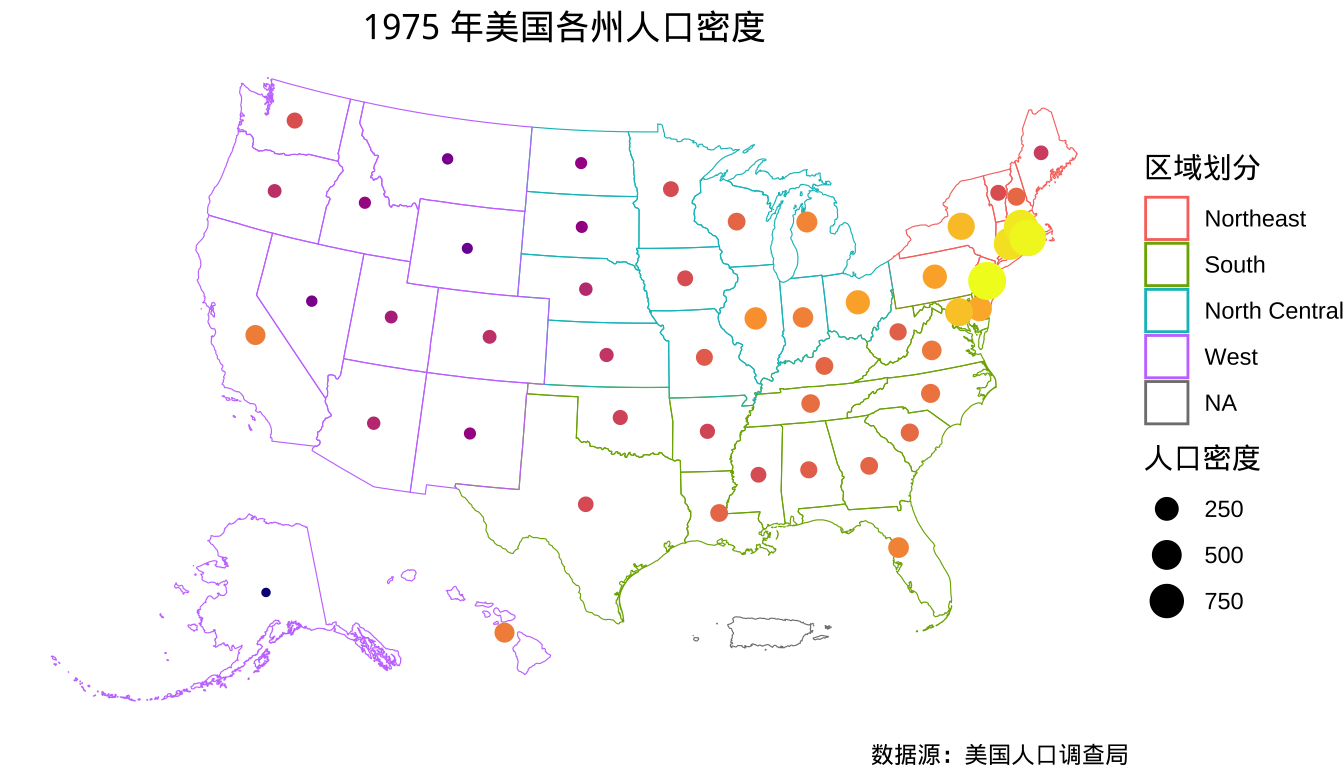 1975 年美国各州人口密度
区域划分
Northeast
South
North Central
West
NA
人口密度
250
500
750
数据源：美国人口调查局